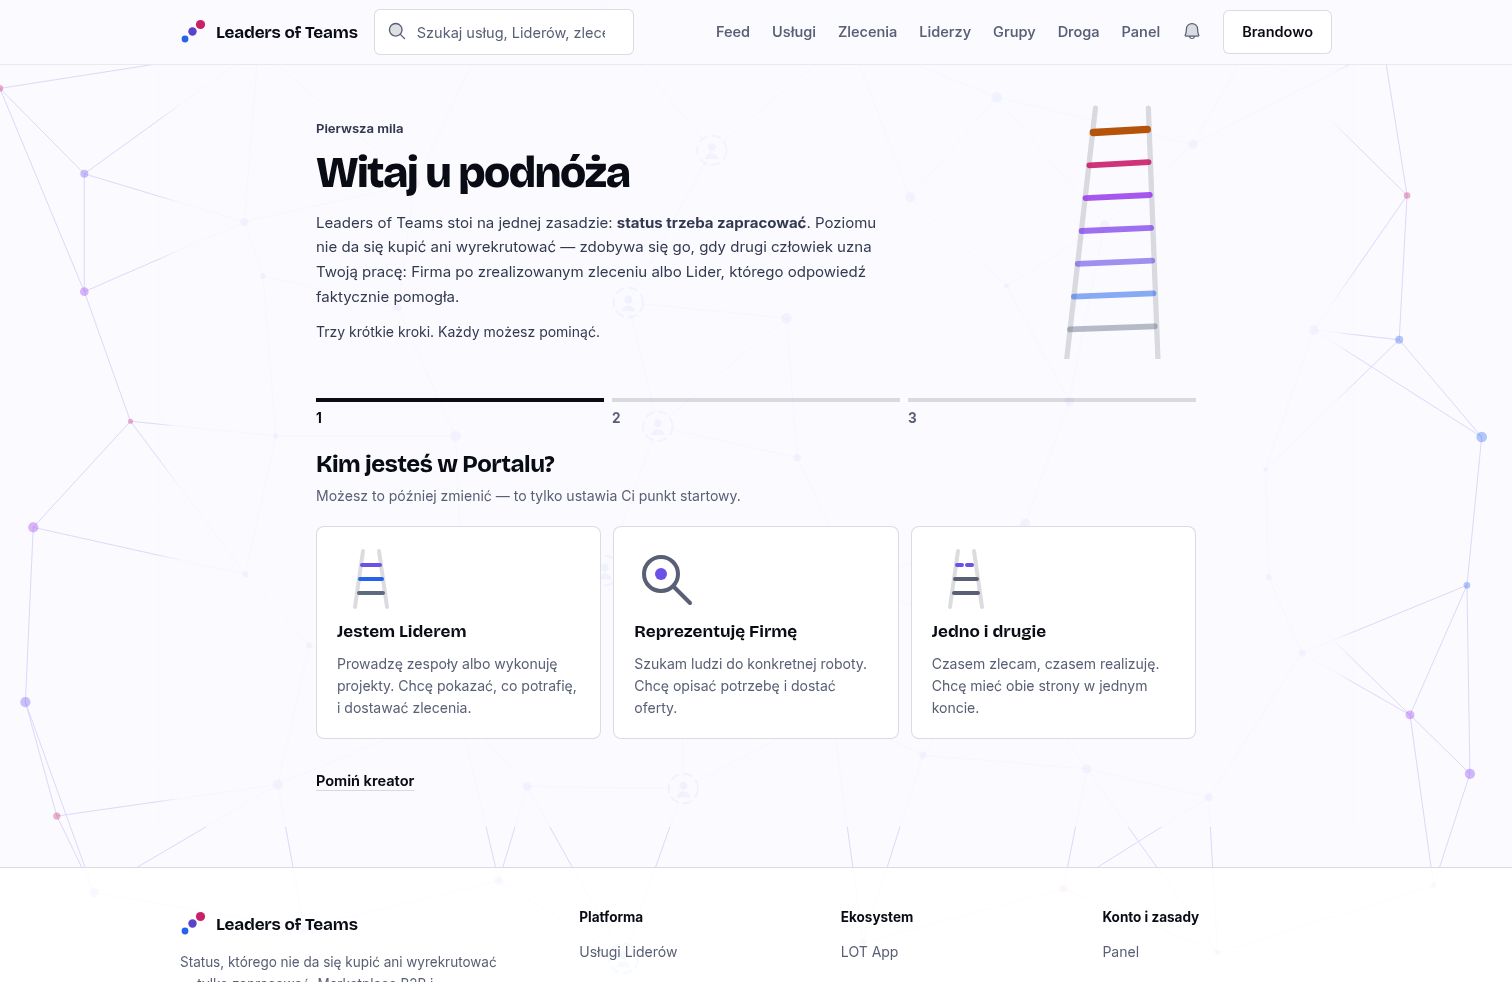 Leaders of Teams
Szukaj usług, Liderów, zlece
Feed
Usługi
Zlecenia
Liderzy
Grupy
Droga
Panel
Brandowo
Pierwsza mila
Witaj u podnóża
Leaders of Teams stoi na jednej zasadzie: status trzeba zapracować. Poziomu
nie da się kupić ani wyrekrutować — zdobywa się go, gdy drugi człowiek uzna
Twoją pracę: Firma po zrealizowanym zleceniu albo Lider, którego odpowiedź
faktycznie pomogła.
Trzy krótkie kroki. Każdy możesz pominąć.
1
2
3
Kim jesteś w Portalu?
Możesz to później zmienić — to tylko ustawia Ci punkt startowy.
Jestem Liderem
Prowadzę zespoły albo wykonuję
projekty. Chcę pokazać, co potrafię,
i dostawać zlecenia.
Reprezentuję Firmę
Szukam ludzi do konkretnej roboty.
Chcę opisać potrzebę i dostać
oferty.
Jedno i drugie
Czasem zlecam, czasem realizuję.
Chcę mieć obie strony w jednym
koncie.
Pomiń kreator
Leaders of Teams
Status, którego nie da się kupić ani wyrekrutować
— tylko zapracować. Marketplace B2B i
Platforma
Usługi Liderów
Ekosystem
LOT App
Konto i zasady
Panel